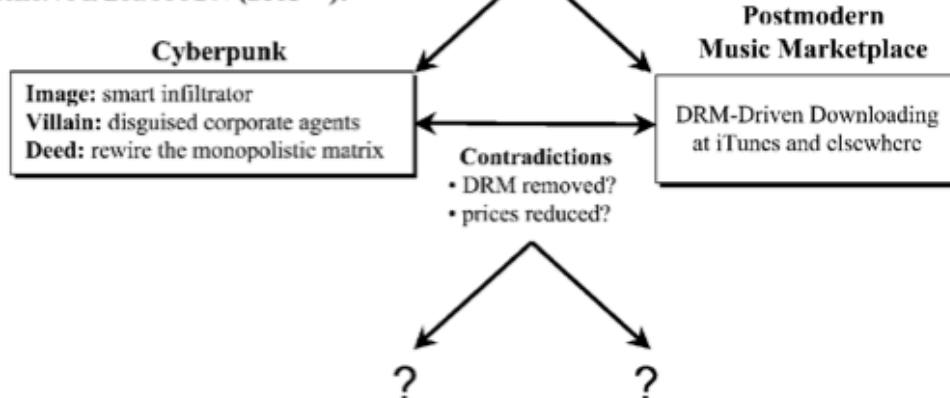 Postmodern
Music Marketplace
Cyberpunk
Image: smart infiltrator
Villain: disguised corporate agents
Deed: rewire the monopolistic matrix
DRM-Driven Downloading
at iTunes and elsewhere
Contradictions
• DRM removed?
• prices reduced?
? ?